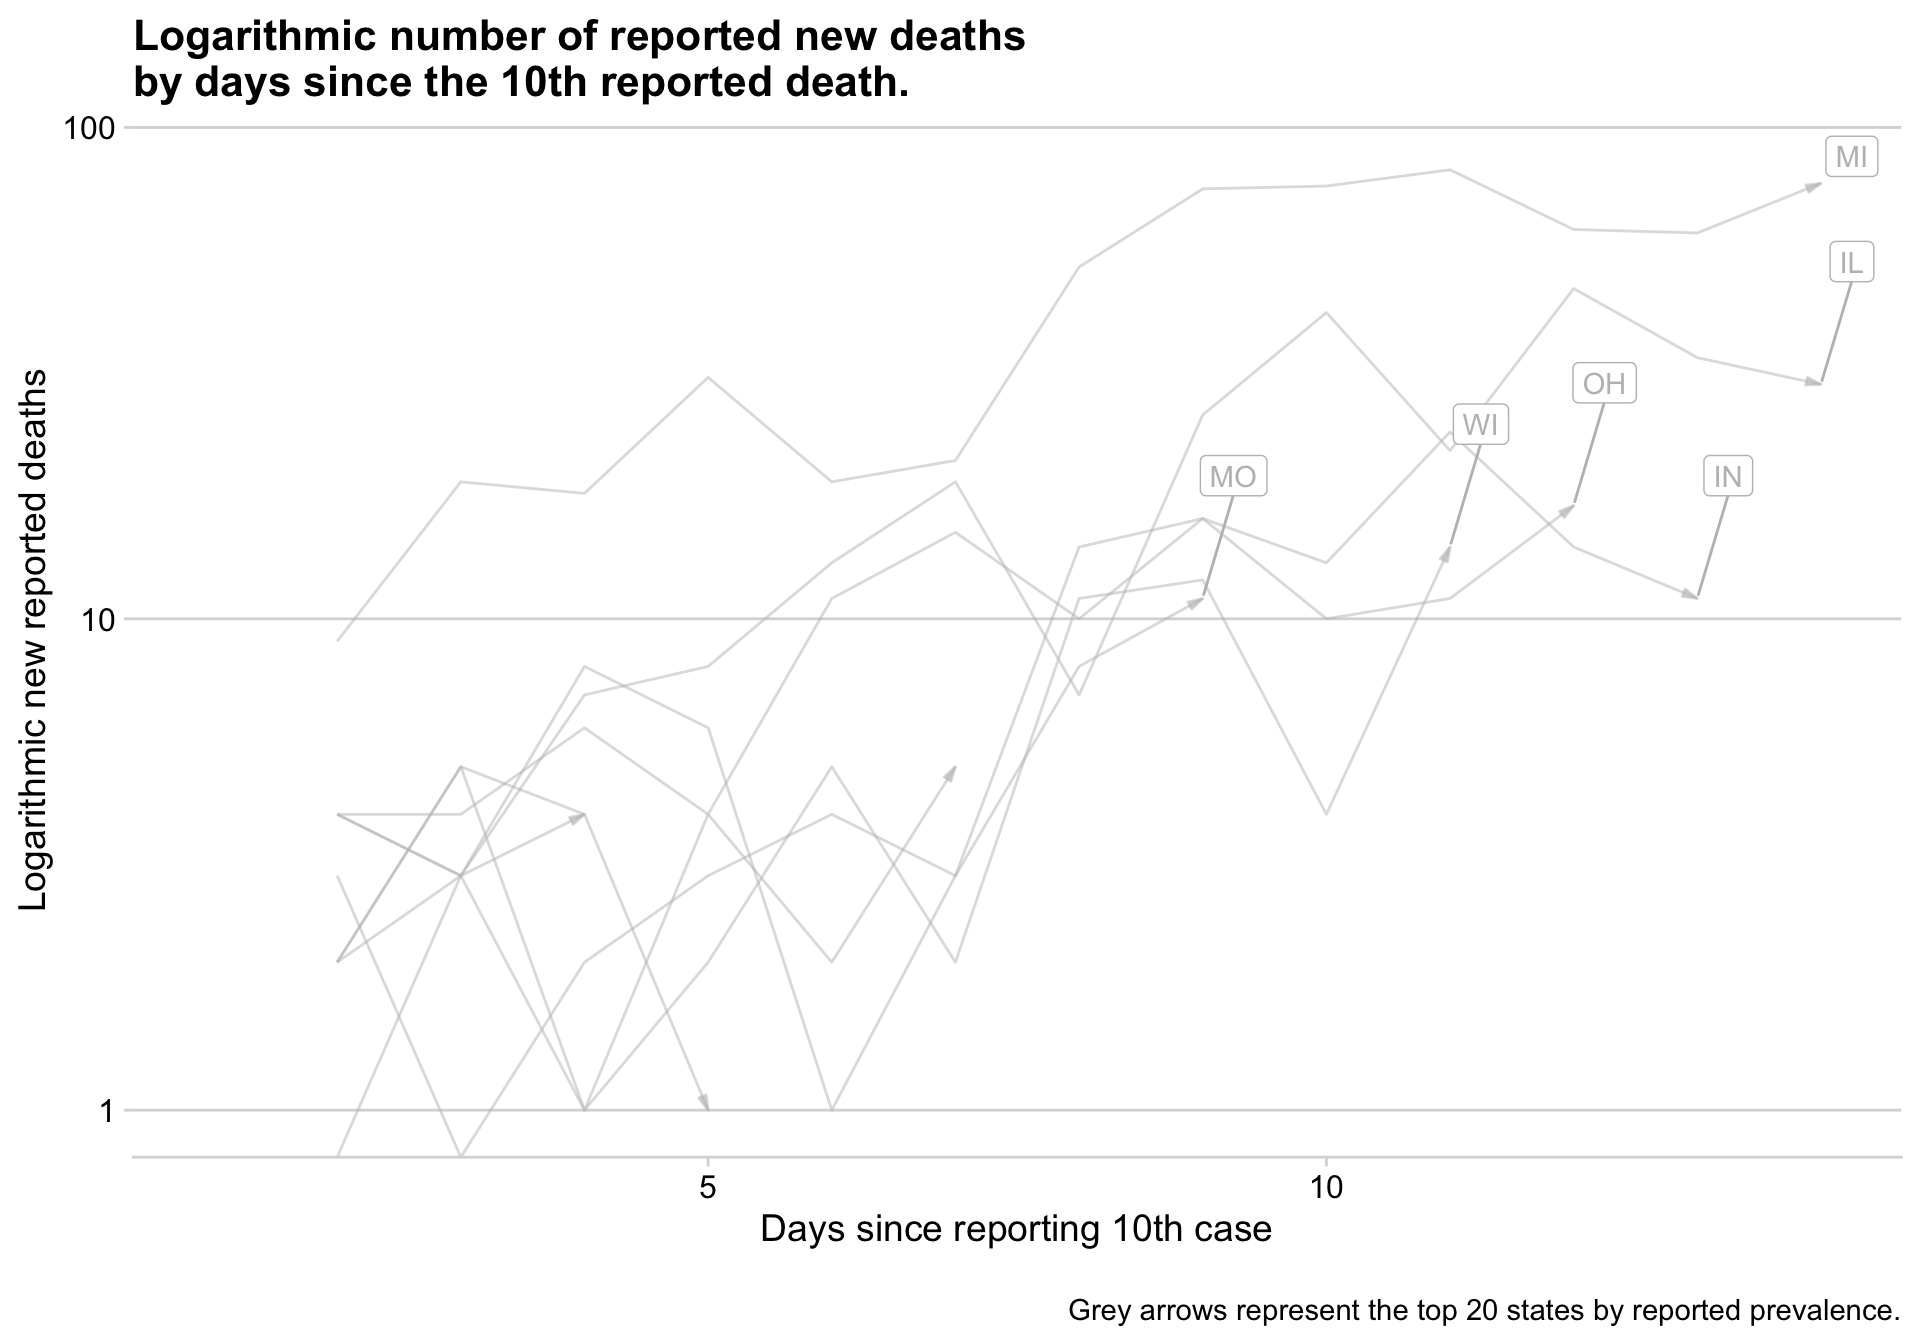 Logarithmic number of reported new deaths
by days since the 10th reported death.
100
MI
IL
OH
WI
MO
IN
10
1
Logarithmic new reported deaths
5
10
Days since reporting 10th case
Grey arrows represent the top 20 states by reported prevalence.